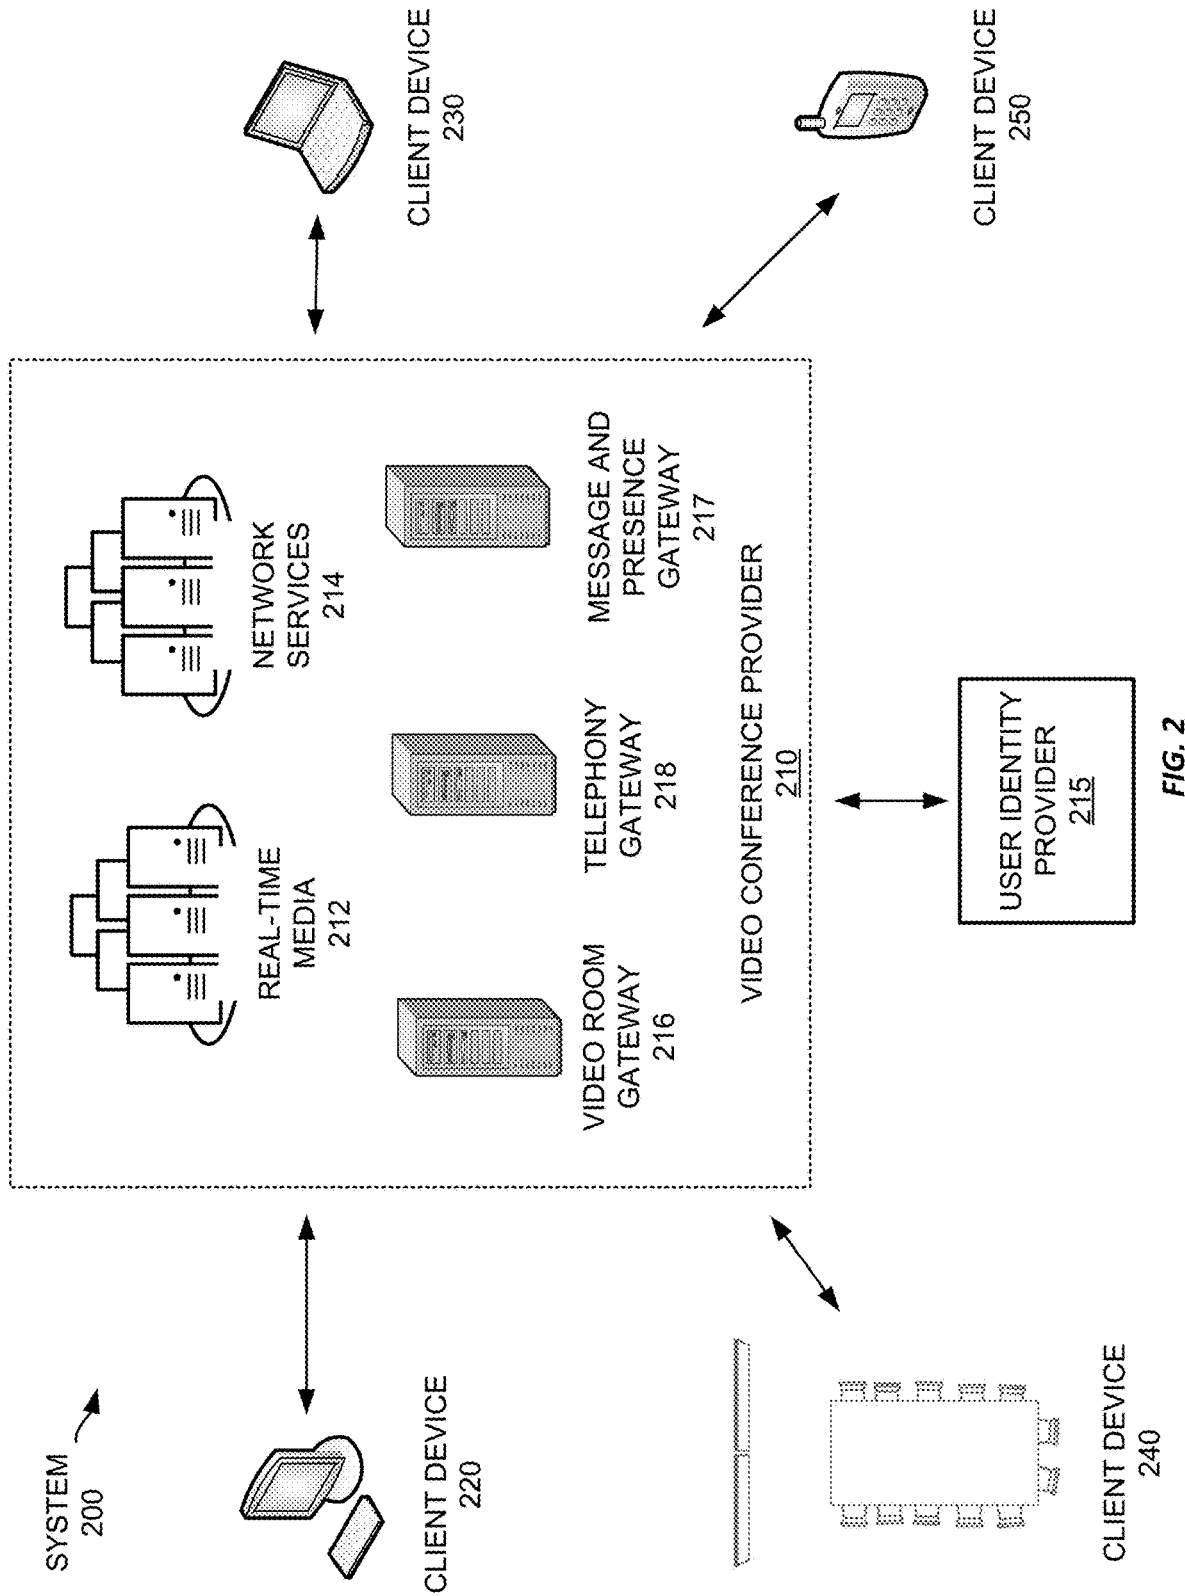 SYSTEM
200
REAL-TIME
MEDIA
212
NETWORK
SERVICES
214
CLIENT DEVICE
220
CLIENT DEVICE
230
VIDEO ROOM
GATEWAY
216
TELEPHONY
GATEWAY
218
MESSAGE AND
PRESENCE
GATEWAY
217
VIDEO CONFERENCE PROVIDER
210
CLIENT DEVICE
240
USER IDENTITY
PROVIDER
215
CLIENT DEVICE
250
FIG. 2